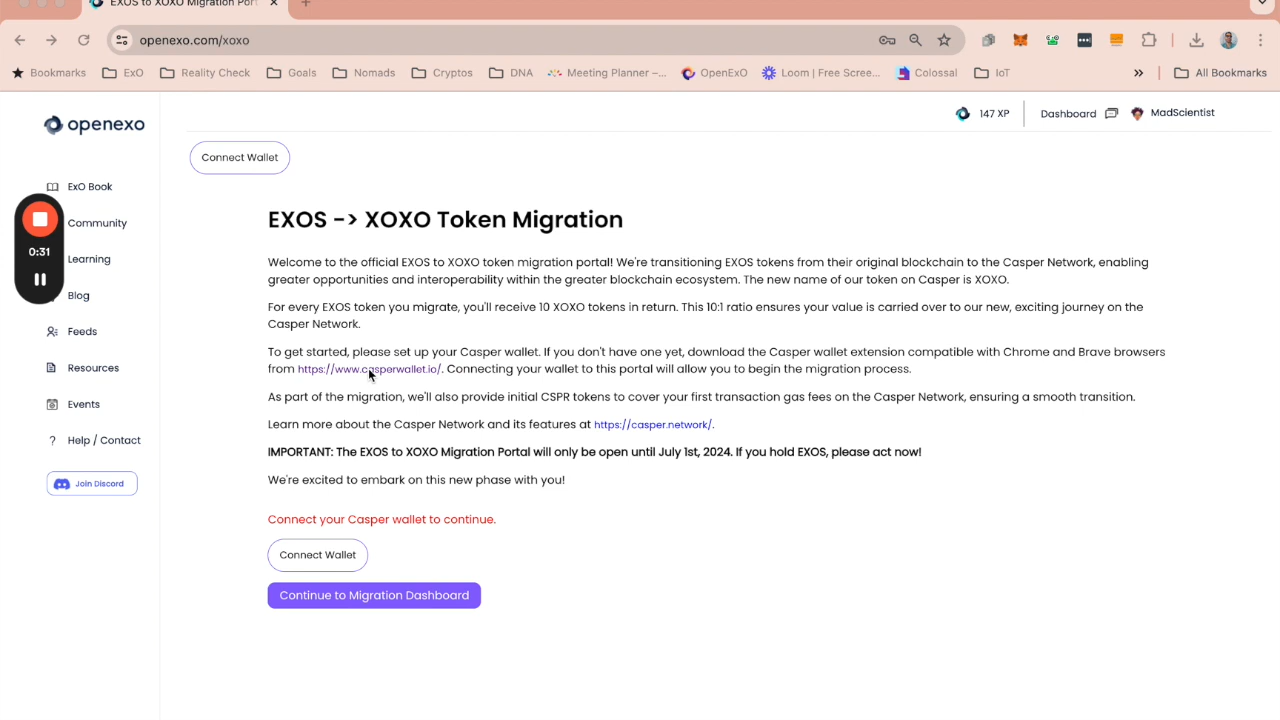 EXOS to XOXO Migration Port
openexo.com/xoxo
Bookmarks ExO Reality Check Goals Nomads Cryptos DNA Meeting Planner –... OpenExO Loom | Free Scree... Colossal IoT » All Bookmarks
openexo
147 XP Dashboard MadScientist
Connect Wallet
ExO Book
Community
0:31
Learning
Blog
Feeds
Resources
Events
Help / Contact
Join Discord
EXOS -> XOXO Token Migration
Welcome to the official EXOS to XOXO token migration portal! We're transitioning EXOS tokens from their original blockchain to the Casper Network, enabling
greater opportunities and interoperability within the greater blockchain ecosystem. The new name of our token on Casper is XOXO.
For every EXOS token you migrate, you'll receive 10 XOXO tokens in return. This 10:1 ratio ensures your value is carried over to our new, exciting journey on the
Casper Network.
To get started, please set up your Casper wallet. If you don't have one yet, download the Casper wallet extension compatible with Chrome and Brave browsers
from https://www.casperwallet.io/. Connecting your wallet to this portal will allow you to begin the migration process.
As part of the migration, we'll also provide initial CSPR tokens to cover your first transaction gas fees on the Casper Network, ensuring a smooth transition.
Learn more about the Casper Network and its features at https://casper.network/.
IMPORTANT: The EXOS to XOXO Migration Portal will only be open until July 1st, 2024. If you hold EXOS, please act now!
We're excited to embark on this new phase with you!
Connect your Casper wallet to continue.
Connect Wallet
Continue to Migration Dashboard